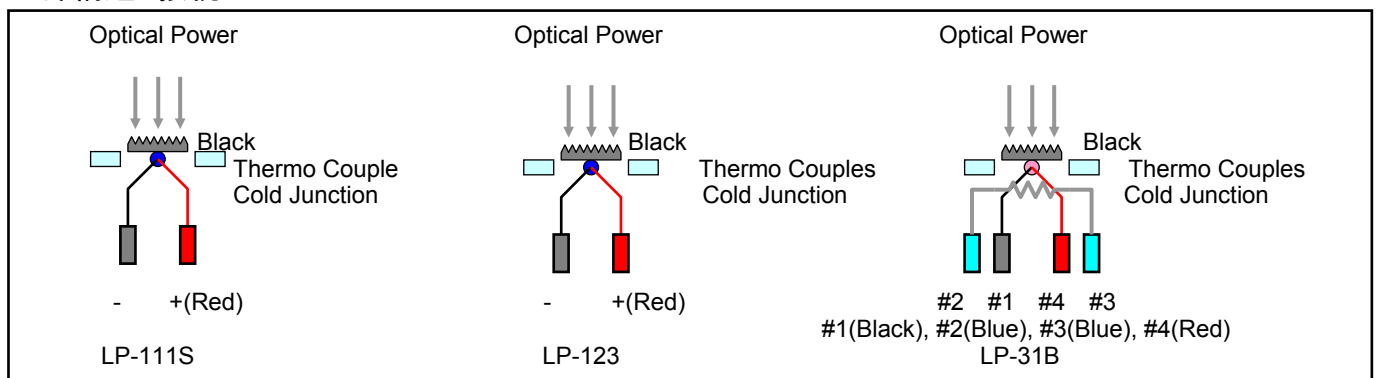 Optical Power
Black
Thermo Couple
Cold Junction
- +(Red)
LP-111S
Optical Power
Black
Thermo Couples
Cold Junction
- +(Red)
LP-123
Optical Power
Black
Thermo Couples
Cold Junction
#2 #1 #4 #3
#1(Black), #2(Blue), #3(Blue), #4(Red)
LP-31B